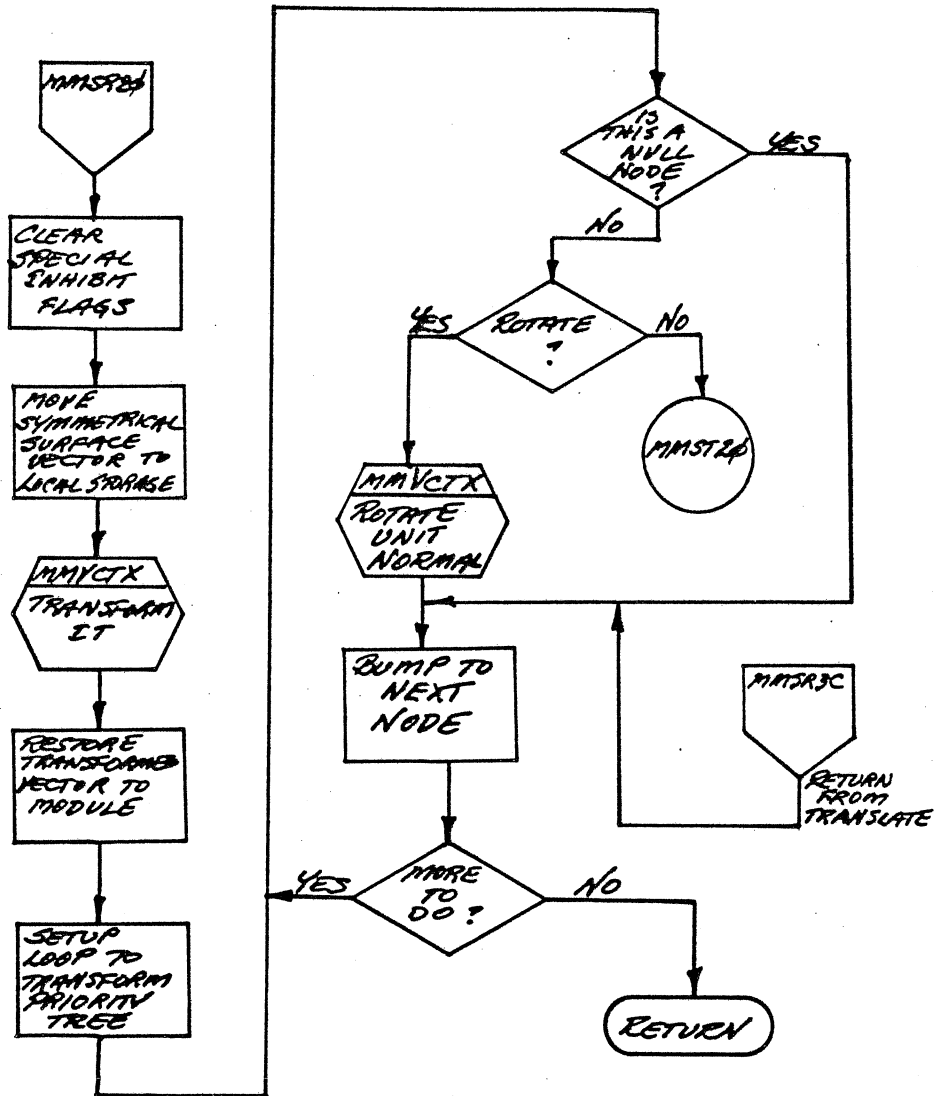 MMSR2φ
CLEAR
SPECIAL
INHIBIT
FLAGS
MOVE
SYMMETRICAL
SURFACE
VECTOR TO
LOCAL STORAGE
MMVCTX
TRANSFORM
IT
RESTORE
TRANSFORMED
VECTOR TO
MODULE
SETUP
LOOP TO
TRANSFORM
PRIORITY
TREE
IS
THIS A
NULL
NODE
?
YES
NO
ROTATE
?
YES
NO
MMST2φ
MMVCTX
ROTATE
UNIT
NORMAL
BUMP TO
NEXT
NODE
MMSR3C
RETURN
FROM
TRANSLATE
MORE
TO
DO ?
YES
NO
RETURN